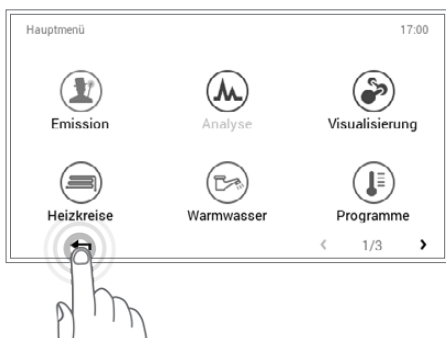 Hauptmenü 17:00
Emission Analyse Visualisierung
Heizkreise Warmwasser Programme
1/3